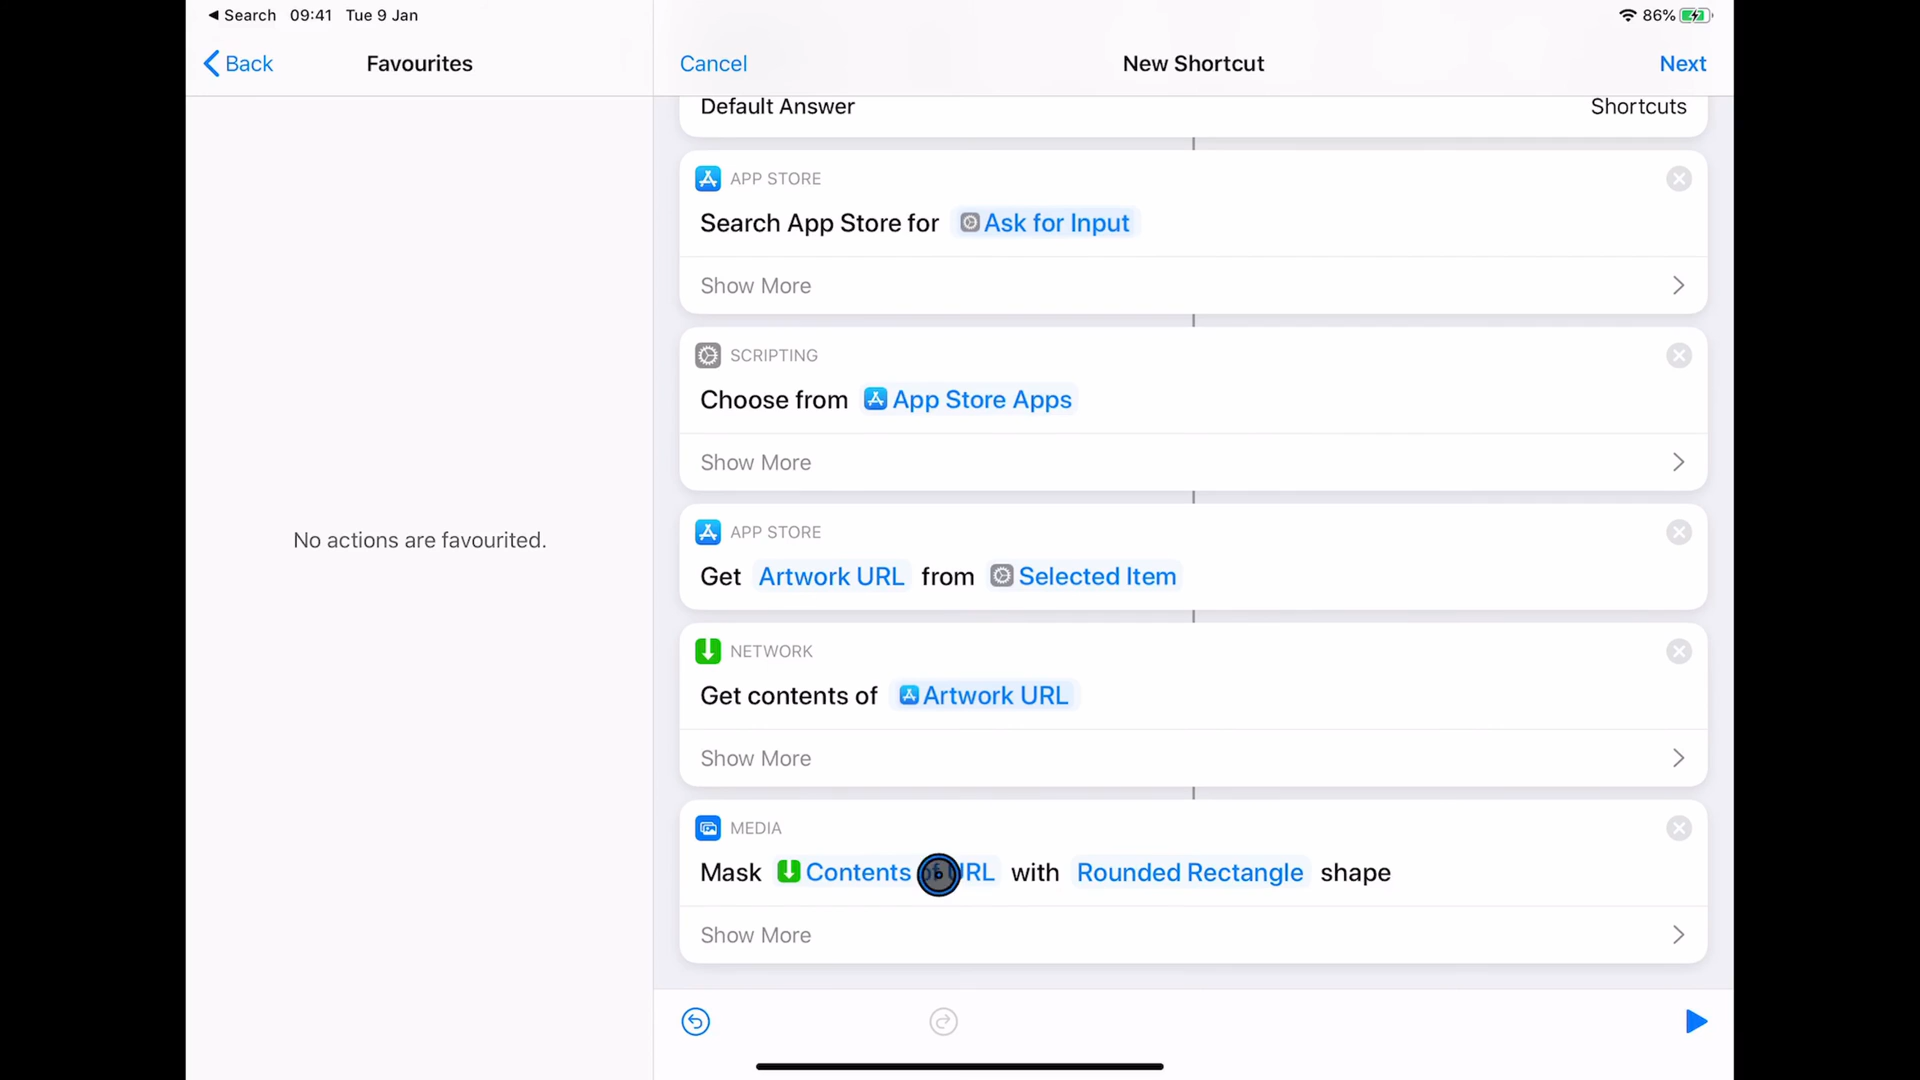 Search 09:41 Tue 9 Jan
86%
Back
Favourites
No actions are favourited.
Cancel
New Shortcut
Next
Default Answer Shortcuts
APP STORE
Search App Store for Ask for Input
Show More
SCRIPTING
Choose from App Store Apps
Show More
APP STORE
Get Artwork URL from Selected Item
NETWORK
Get contents of Artwork URL
Show More
MEDIA
Mask Contents of URL with Rounded Rectangle shape
Show More